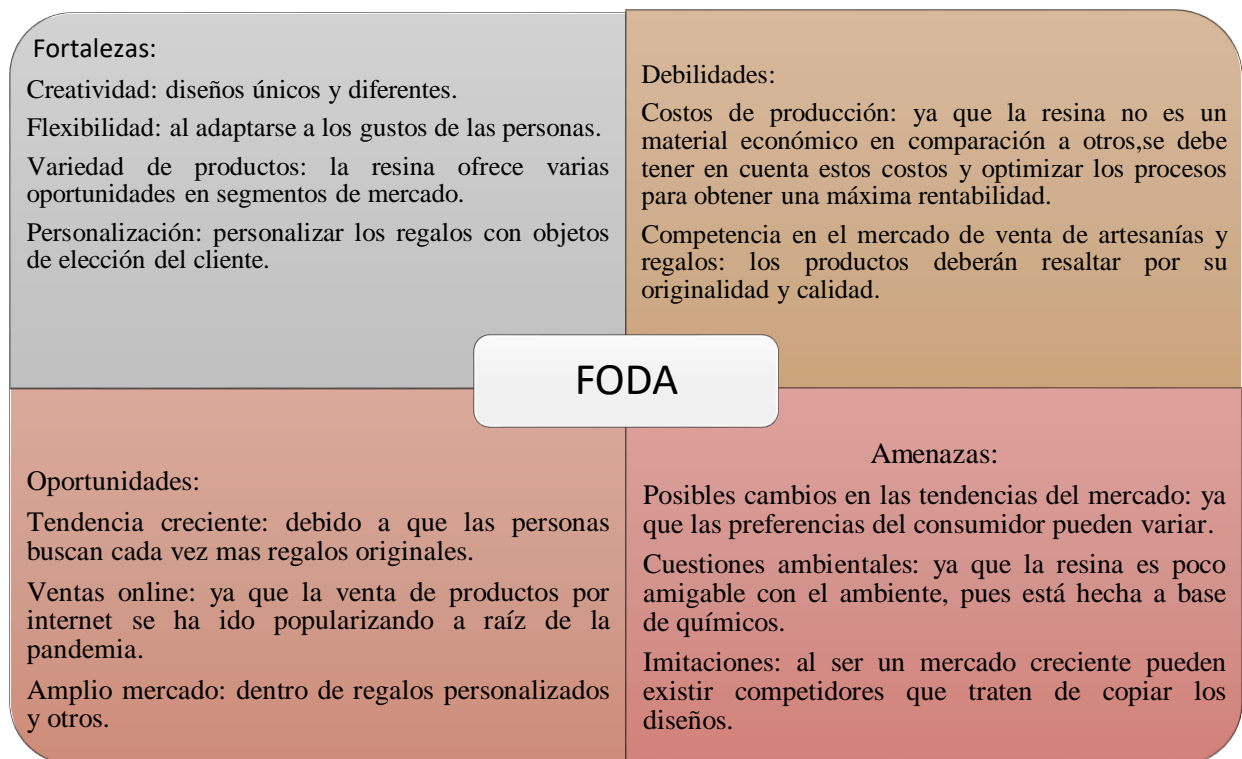 Fortalezas:
Creatividad: diseños únicos y diferentes.
Flexibilidad: al adaptarse a los gustos de las personas.
Variedad de productos: la resina ofrece varias
oportunidades en segmentos de mercado.
Personalización: personalizar los regalos con objetos
de elección del cliente.
Debilidades:
Costos de producción: ya que la resina no es un
material económico en comparación a otros,se debe
tener en cuenta estos costos y optimizar los procesos
para obtener una máxima rentabilidad.
Competencia en el mercado de venta de artesanías y
regalos: los productos deberán resaltar por su
originalidad y calidad.
FODA
Oportunidades:
Tendencia creciente: debido a que las personas
buscan cada vez mas regalos originales.
Ventas online: ya que la venta de productos por
internet se ha ido popularizando a raíz de la
pandemia.
Amplio mercado: dentro de regalos personalizados
y otros.
Amenazas:
Posibles cambios en las tendencias del mercado: ya
que las preferencias del consumidor pueden variar.
Cuestiones ambientales: ya que la resina es poco
amigable con el ambiente, pues está hecha a base
de químicos.
Imitaciones: al ser un mercado creciente pueden
existir competidores que traten de copiar los
diseños.